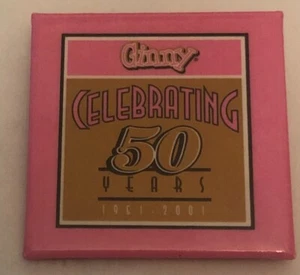 Ginny
CELEBRATING
50
YEARS
1951-2001